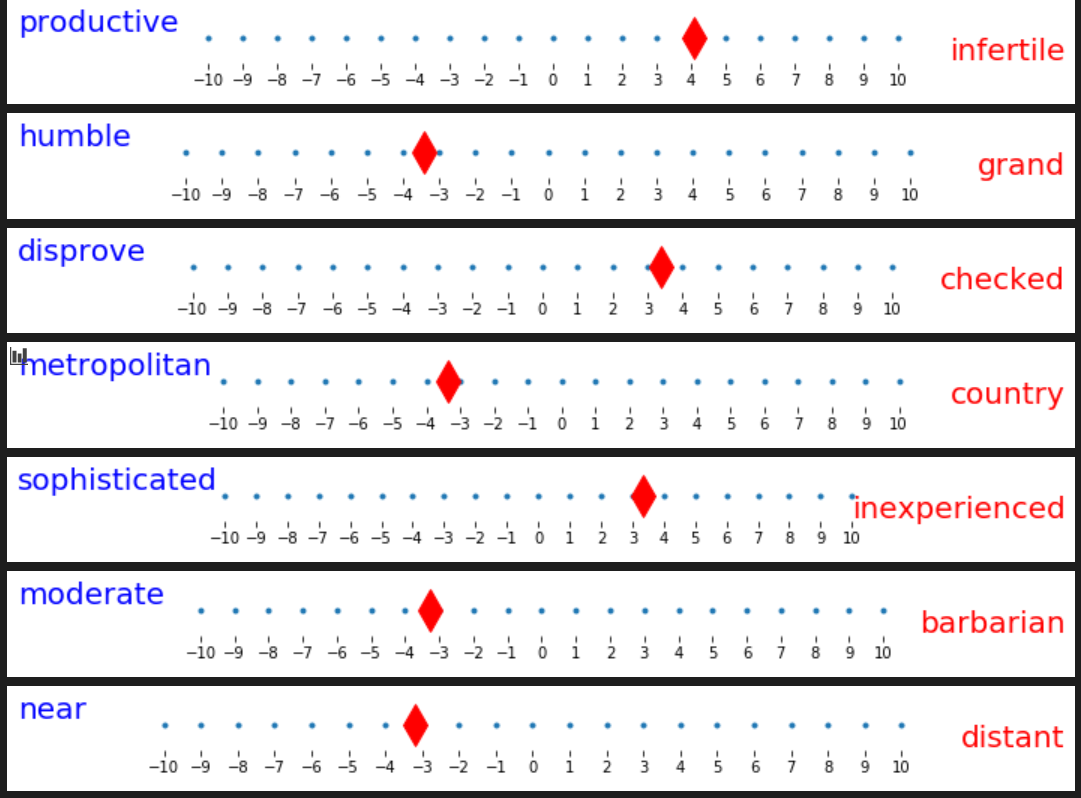 productive
−10 −9 −8 −7 −6 −5 −4 −3 −2 −1 0 1 2 3 4 5 6 7 8 9 10
infertile
humble
−10 −9 −8 −7 −6 −5 −4 −3 −2 −1 0 1 2 3 4 5 6 7 8 9 10
grand
disprove
−10 −9 −8 −7 −6 −5 −4 −3 −2 −1 0 1 2 3 4 5 6 7 8 9 10
checked
metropolitan
−10 −9 −8 −7 −6 −5 −4 −3 −2 −1 0 1 2 3 4 5 6 7 8 9 10
country
sophisticated
−10 −9 −8 −7 −6 −5 −4 −3 −2 −1 0 1 2 3 4 5 6 7 8 9 10
inexperienced
moderate
−10 −9 −8 −7 −6 −5 −4 −3 −2 −1 0 1 2 3 4 5 6 7 8 9 10
barbarian
near
−10 −9 −8 −7 −6 −5 −4 −3 −2 −1 0 1 2 3 4 5 6 7 8 9 10
distant